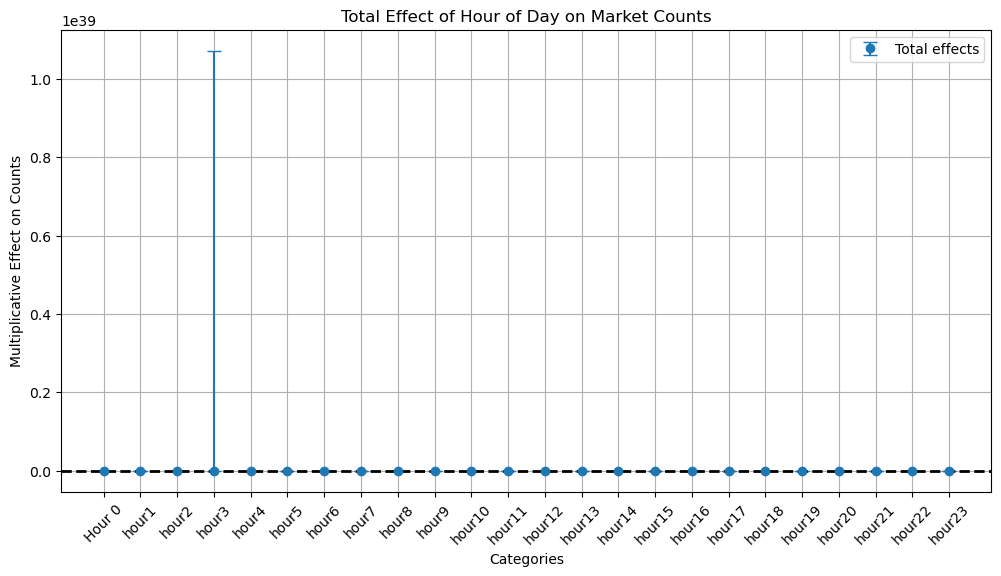 Total Effect of Hour of Day on Market Counts
1e39
Total effects
1.0
0.8
0.6
0.4
0.2
0.0
Multiplicative Effect on Counts
Hour 0
hour1
hour2
hour3
hour4
hour5
hour6
hour7
hour8
hour9
hour10
hour11
hour12
hour13
hour14
hour15
hour16
hour17
hour18
hour19
hour20
hour21
hour22
hour23
Categories